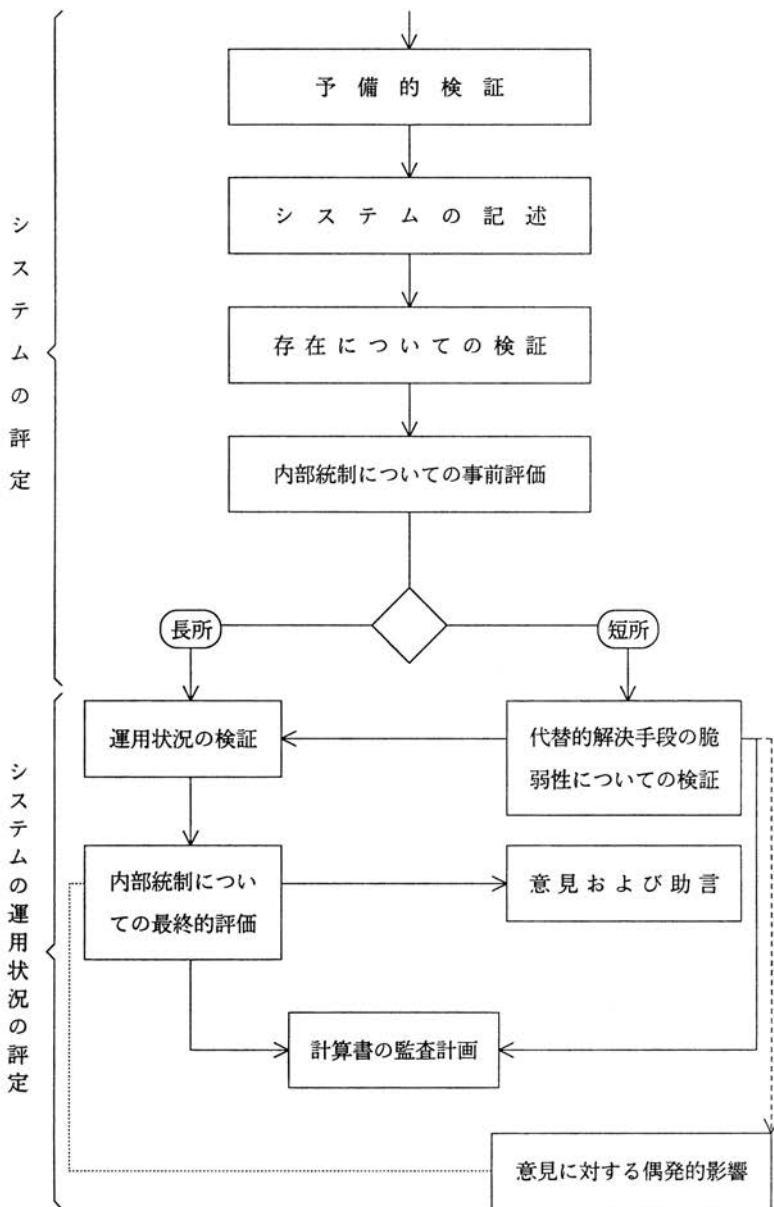 システムの評定
予備的検証
システムの記述
存在についての検証
内部統制についての事前評価
長所
短所
システムの運用状況の評定
運用状況の検証
代替的解決手段の脆
弱性についての検証
内部統制につい
ての最終的評価
意見および助言
計算書の監査計画
意見に対する偶発的影響